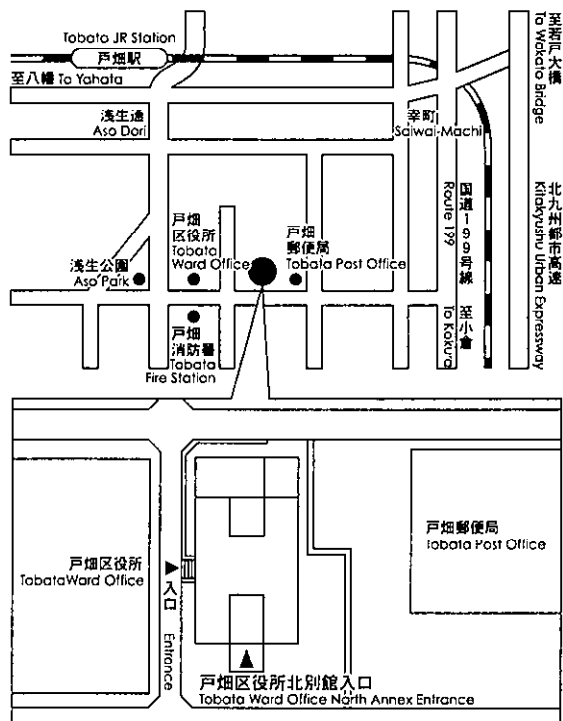 Tobata JR Station
戸畑駅
至八幡 To Yahata
至若戸大橋
To Wakato Bridge
浅生通
Aso Dori
幸町
Saiwai-Machi
戸畑
区役所
Tobata
Ward Office
戸畑
郵便局
Tobata Post Office
国道199号線 至小倉
Route 199 To Kokura
北九州都市高速
Kitakyushu Urban Expressway
浅生公園
Aso Park
戸畑
消防署
Tobata
Fire Station
戸畑区役所
TobataWard Office
戸畑郵便局
Tobata Post Office
入口
Entrance
戸畑区役所北別館入口
Tobata Ward Office North Annex Entrance